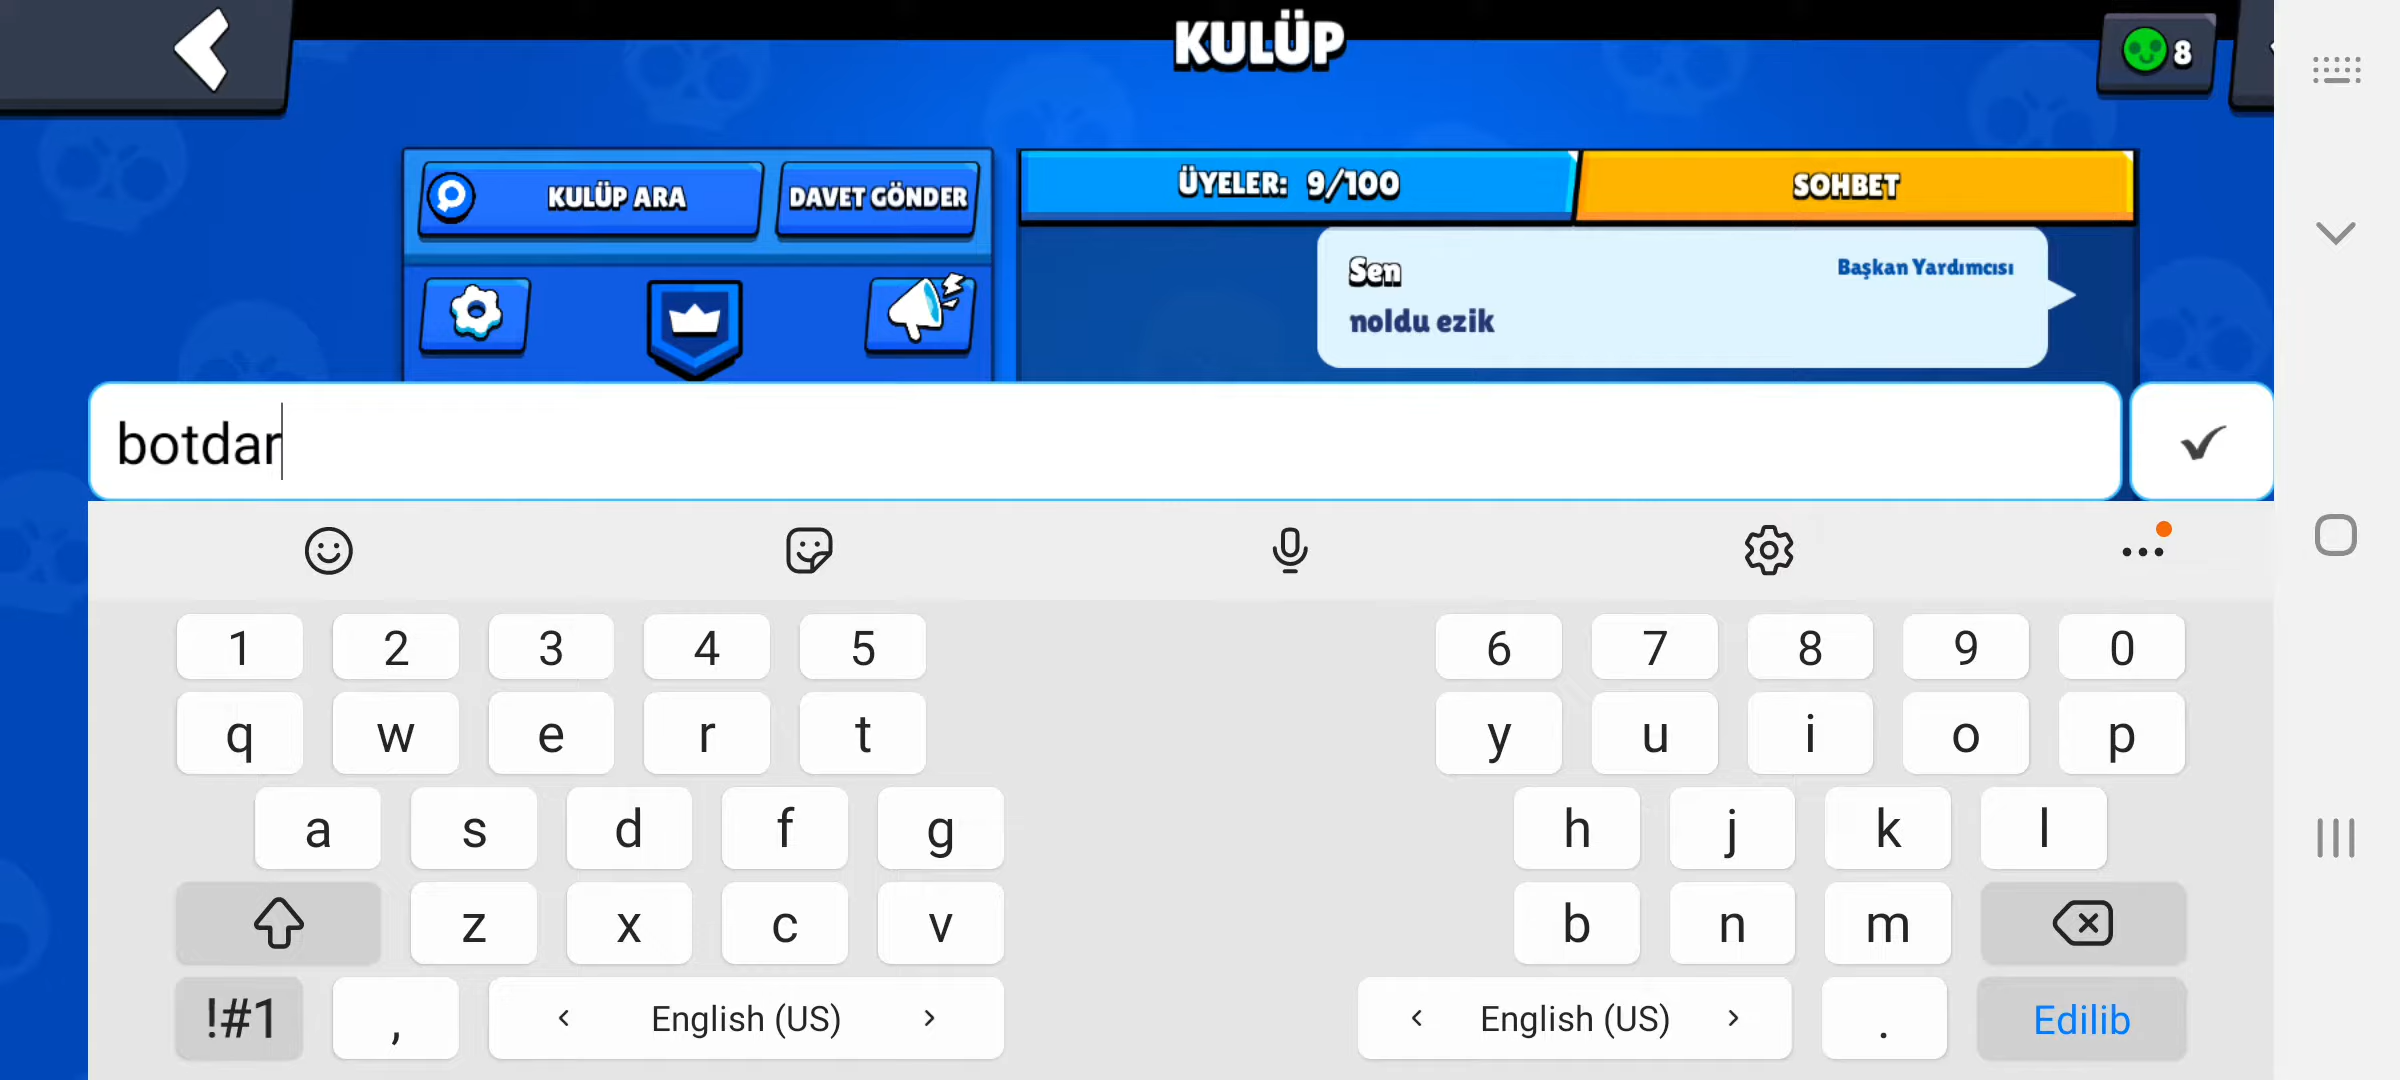 KULÜP
8
KULÜP ARA
DAVET GÖNDER
ÜYELER: 9/100
SOHBET
Sen
Başkan Yardımcısı
noldu ezik
botdar
1 2 3 4 5 6 7 8 9 0
q w e r t y u i o p
a s d f g h j k l
z x c v b n m
!#1 , < English (US) > < English (US) > . Edilib